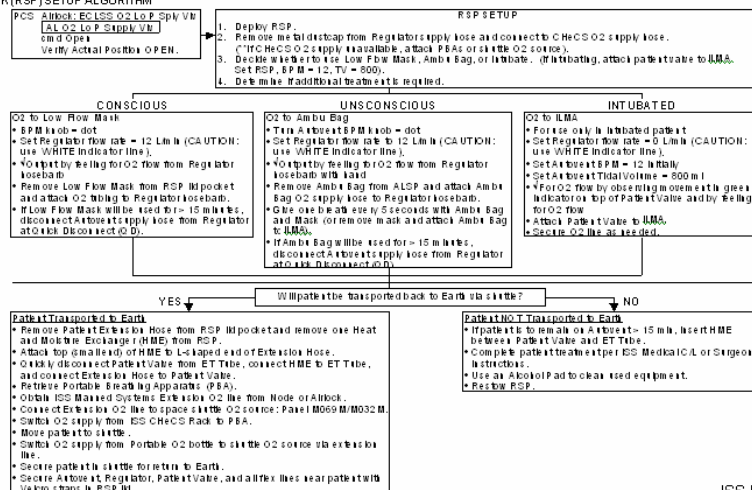 (RSP) SETUP ALGORITHM
PCS Airlock: ECLSS O2 Lo P Sply Vlv
AL O2 Lo P Supply Vlv
cmd Open
Verify Actual Position OPEN.
RSP SETUP
1. Deploy RSP.
2. Remove metal dustcap from Regulator supply hose and connect to CHeCS O2 supply hose.
(**If CHeCS O2 supply unavailable, attach PBAs or shuttle O2 source).
3. Decide whether to use Low Flow Mask, Ambu Bag, or Intubate. (If Intubating, attach patient valve to ILMA.
Set RSP, BPM = 12, TV = 800).
4. Determine if additional treatment is required.
CONSCIOUS
O2 to Low Flow Mask
• BPM knob = dot
• Set Regulator flow rate = 12 L/min (CAUTION:
use WHITE indicator line).
• √Output by feeling for O2 flow from Regulator
hosebarb
• Remove Low Flow Mask from RSP lid pocket
and attach O2 tubing to Regulator hosebarb.
• If Low Flow Mask will be used for > 15 minutes,
disconnect Autovent supply hose from Regulator
at Quick Disconnect (QD).
UNSCONSCIOUS
O2 to Ambu Bag
• Turn Autovent BPM knob = dot
• Set Regulator flow rate to 12 L/min (CAUTION:
use WHITE indicator line).
• √Output by feeling for O2 flow from Regulator
hosebarb with hand
• Remove Ambu Bag from ALSP and attach Ambu
Bag O2 supply hose to Regulator hosebarb.
• Give one breath every 5 seconds with Ambu Bag
and Mask (or remove mask and attach Ambu Bag
to ILMA).
• If Ambu Bag will be used for > 15 minutes,
disconnect Autovent supply hose from Regulator
at Quick Disconnect (QD)
INTUBATED
O2 to ILMA
• For use only in Intubated patient
• Set Regulator flow rate = 0 L/min (CAUTION:
use WHITE indicator line).
• Set Autovent BPM = 12 initially
• Set Autovent Tidal Volume = 800 ml
• √For O2 flow by observing movement in green
indicator on top of Patient Valve and by feeling
for O2 flow
• Attach Patient Valve to ILMA.
• Secure O2 line as needed.
Will patient be transported back to Earth via shuttle?
YES
NO
Patient Transported to Earth
• Remove Patient Extension Hose from RSP lid pocket and remove one Heat
and Moisture Exchanger (HME) from RSP.
• Attach top (small end) of HME to L-shaped end of Extension Hose.
• Quickly disconnect Patient Valve from ET Tube, connect HME to ET Tube,
and connect Extension Hose to Patient Valve.
• Retrieve Portable Breathing Apparatus (PBA).
• Obtain ISS Manned Systems Extension O2 line from Node or Airlock.
• Connect Extension O2 line to space shuttle O2 source: Panel MO69M/MO32M.
• Switch O2 supply from ISS CHeCS Rack to PBA.
• Move patient to shuttle.
• Switch O2 supply from Portable O2 bottle to shuttle O2 source via extension
line.
• Secure patient in shuttle for return to Earth.
• Secure Autovent, Regulator, Patient Valve, and all flex lines near patient with
Velcro straps in RSP lid
Patient NOT Transported to Earth
• If patient is to remain on Autovent > 15 min, insert HME
between Patient Valve and ET Tube.
• Complete patient treatment per ISS Medical C/L or Surgeon
instructions.
• Use an Alcohol Pad to clean used equipment.
• Restow RSP.